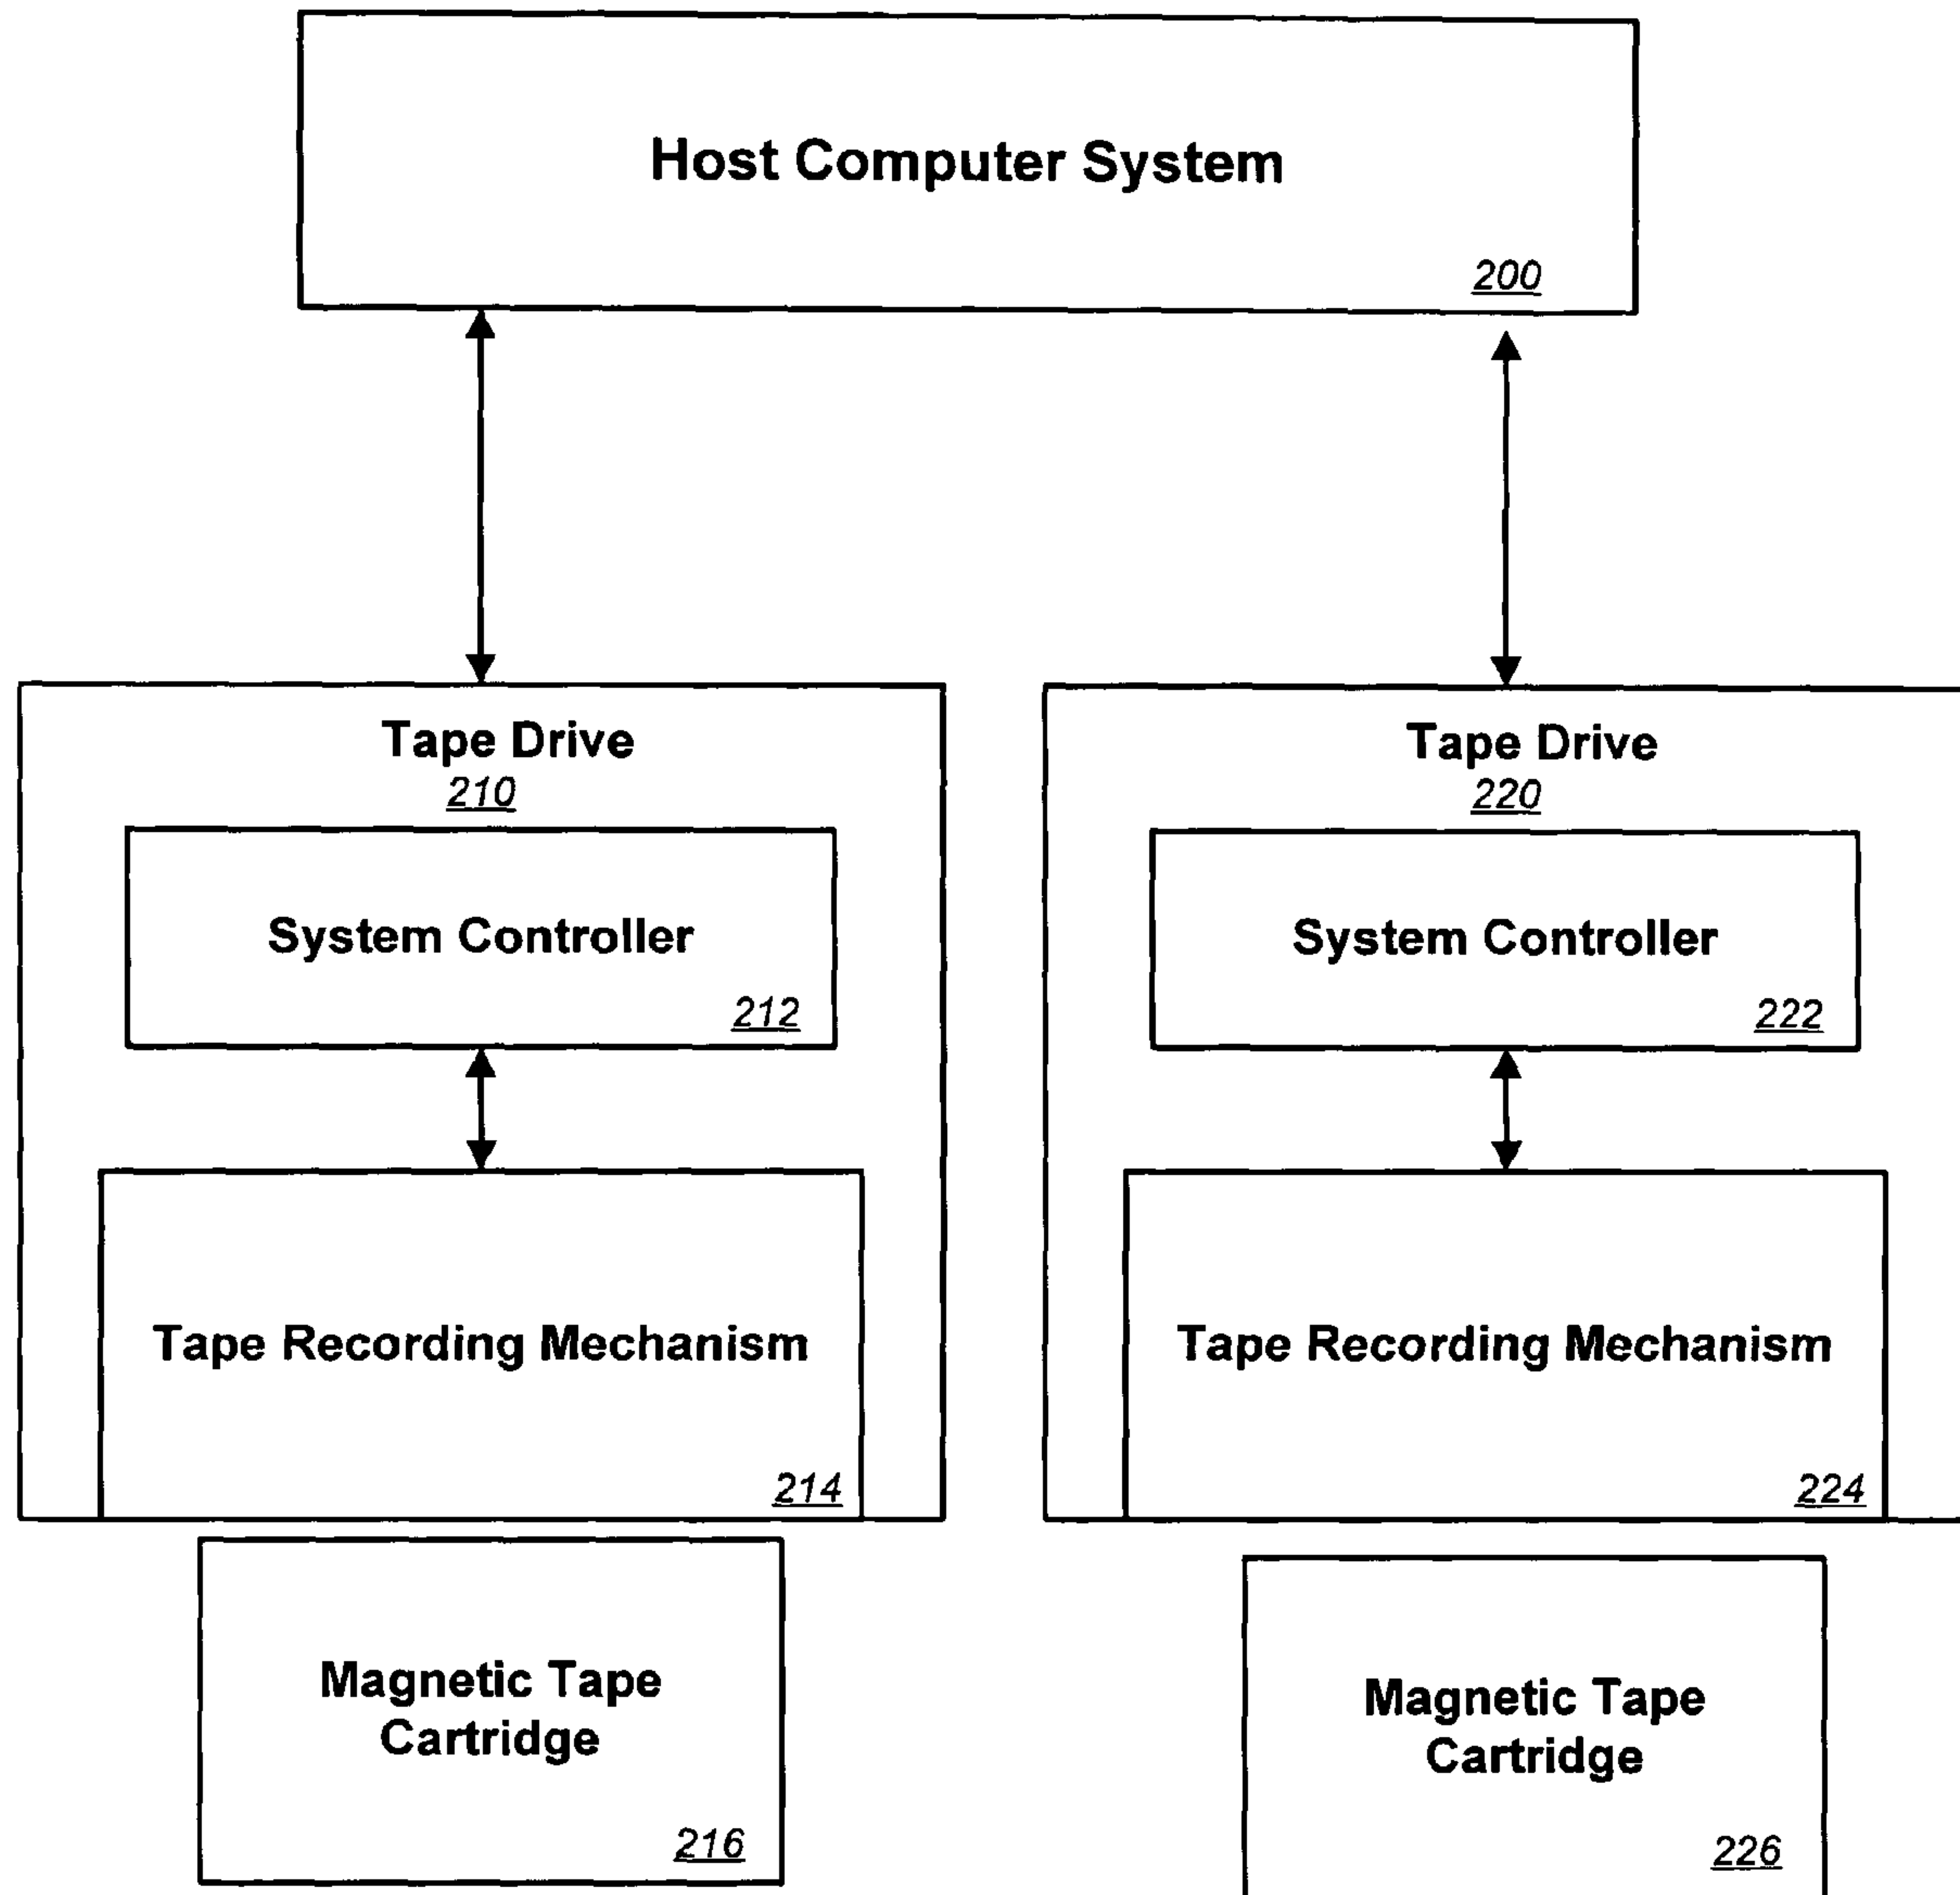 Host Computer System
200
Tape Drive
210
System Controller
212
Tape Recording Mechanism
214
Magnetic Tape
Cartridge
216
Tape Drive
220
System Controller
222
Tape Recording Mechanism
224
Magnetic Tape
Cartridge
226